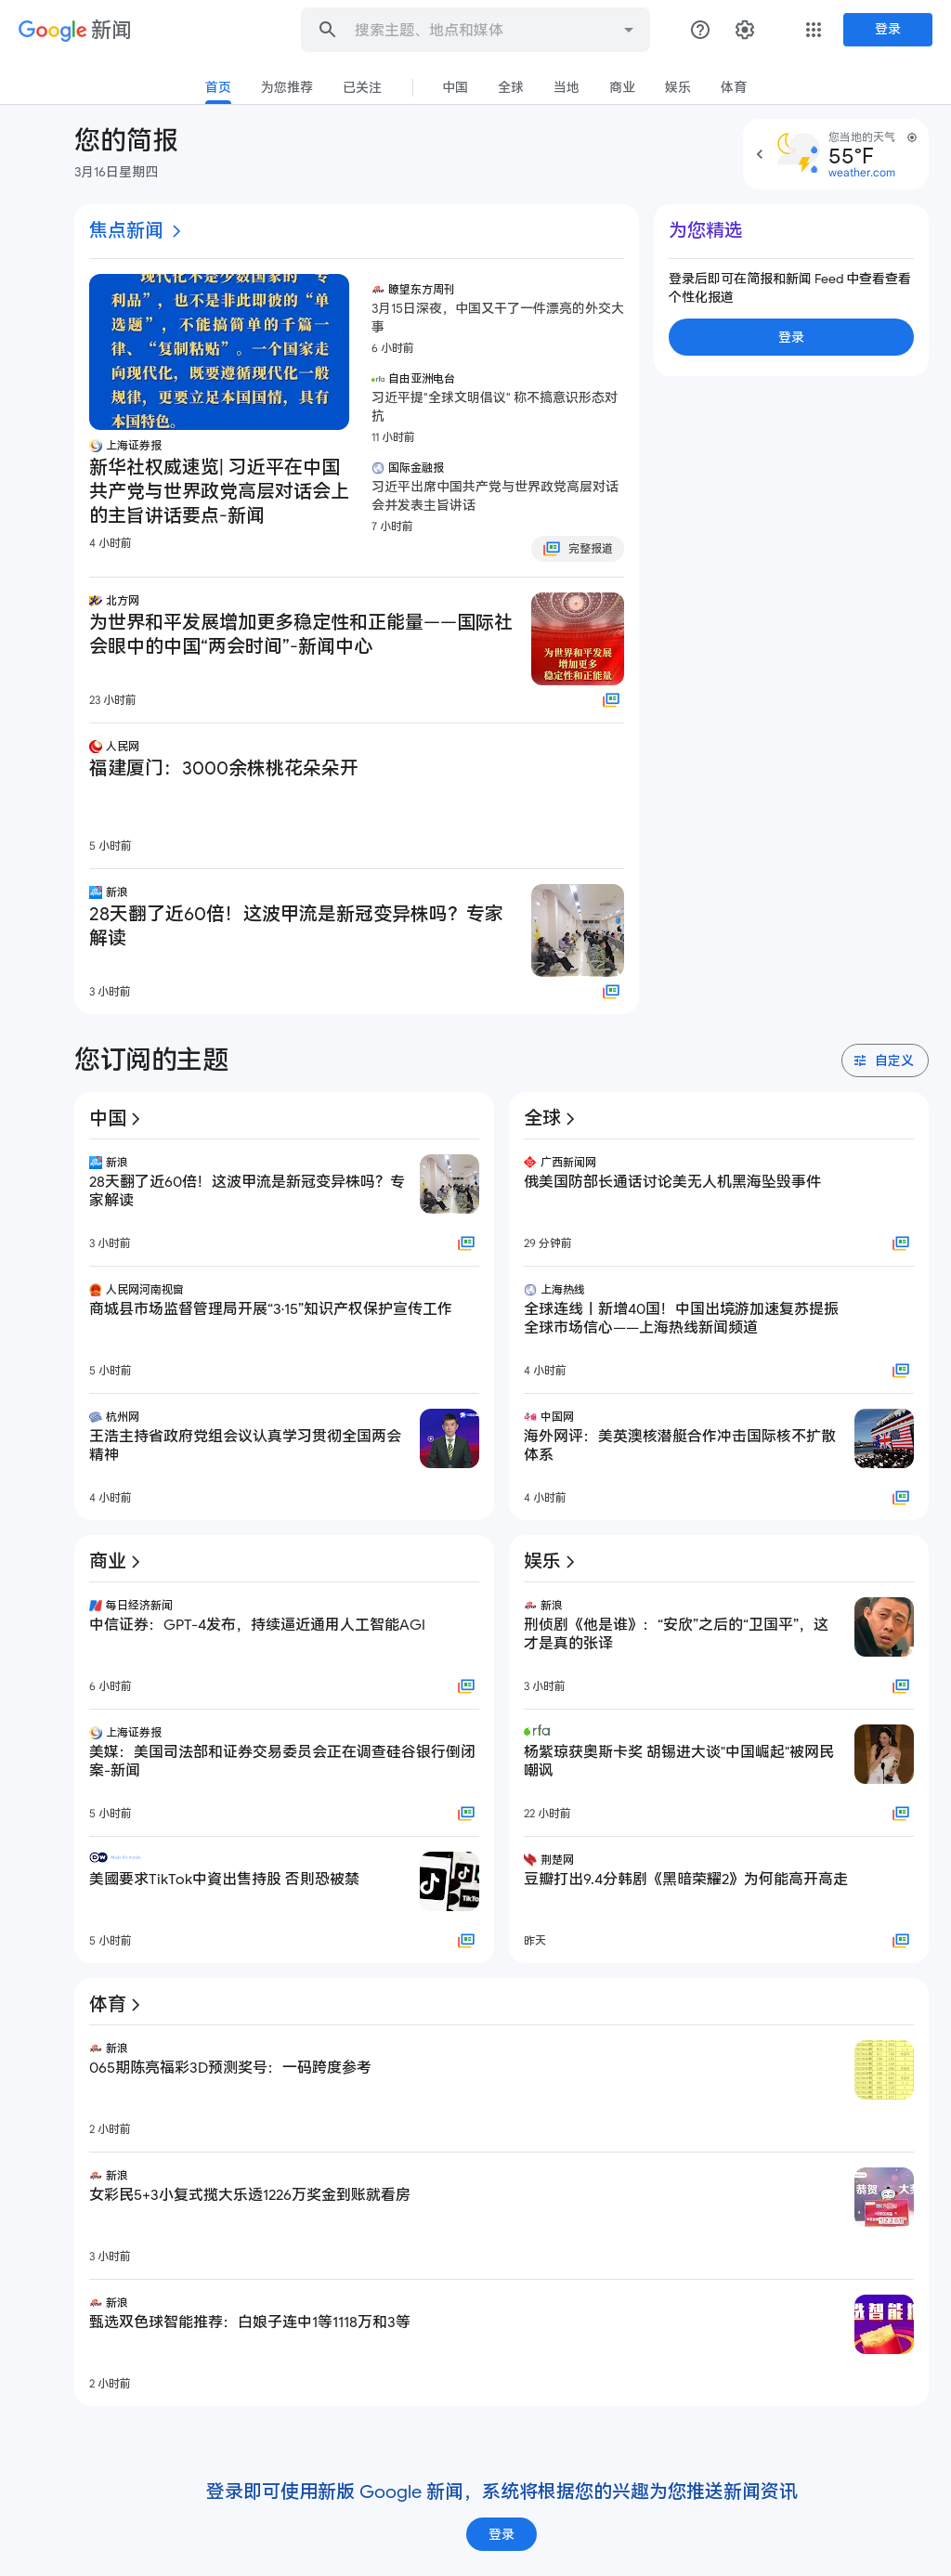 Google 新闻
搜索主题、地点和媒体
登录
首页
为您推荐
已关注
中国
全球
当地
商业
娱乐
体育
您的简报
3月16日星期四
您当地的天气
55°F
weather.com
焦点新闻
现代化不是少数国家的“专
利品”，也不是非此即彼的“单
选题”，不能搞简单的千篇一
律、“复制粘贴”。一个国家走
向现代化，既要遵循现代化一般规
律，更要立足本国国情，具有
本国特色。
上海证券报
新华社权威速览| 习近平在中国
共产党与世界政党高层对话会上
的主旨讲话要点-新闻
4 小时前
瞭望东方周刊
3月15日深夜，中国又干了一件漂亮的外交大
事
6 小时前
rfa 自由亚洲电台
习近平提"全球文明倡议" 称不搞意识形态对
抗
11 小时前
国际金融报
习近平出席中国共产党与世界政党高层对话
会并发表主旨讲话
7 小时前
完整报道
北方网
为世界和平发展增加更多稳定性和正能量——国际社
会眼中的中国“两会时间”-新闻中心
23 小时前
为世界和平发展
增加更多
稳定性和正能量
人民网
福建厦门：3000余株桃花朵朵开
5 小时前
新浪
28天翻了近60倍！这波甲流是新冠变异株吗？专家
解读
3 小时前
为您精选
登录后即可在简报和新闻 Feed 中查看查看
个性化报道
登录
您订阅的主题
自定义
中国
新浪
28天翻了近60倍！这波甲流是新冠变异株吗？专
家解读
3 小时前
人民网河南视窗
商城县市场监督管理局开展“3·15”知识产权保护宣传工作
5 小时前
杭州网
王浩主持省政府党组会议认真学习贯彻全国两会
精神
4 小时前
全球
广西新闻网
俄美国防部长通话讨论美无人机黑海坠毁事件
29 分钟前
上海热线
全球连线丨新增40国！中国出境游加速复苏提振
全球市场信心——上海热线新闻频道
4 小时前
中国网
海外网评：美英澳核潜艇合作冲击国际核不扩散
体系
4 小时前
商业
每日经济新闻
中信证券：GPT-4发布，持续逼近通用人工智能AGI
6 小时前
上海证券报
美媒：美国司法部和证券交易委员会正在调查硅谷银行倒闭
案-新闻
5 小时前
DW Made for minds.
美國要求TikTok中資出售持股 否則恐被禁
5 小时前
TikTok
娱乐
新浪
刑侦剧《他是谁》：“安欣”之后的“卫国平”，这
才是真的张译
3 小时前
rfa
杨紫琼获奥斯卡奖 胡锡进大谈"中国崛起"被网民
嘲讽
22 小时前
荆楚网
豆瓣打出9.4分韩剧《黑暗荣耀2》为何能高开高走
昨天
体育
新浪
065期陈亮福彩3D预测奖号：一码跨度参考
2 小时前
新浪
女彩民5+3小复式揽大乐透1226万奖金到账就看房
3 小时前
恭贺 大奖
新浪
甄选双色球智能推荐：白娘子连中1等1118万和3等
2 小时前
选智能推
登录即可使用新版 Google 新闻，系统将根据您的兴趣为您推送新闻资讯
登录